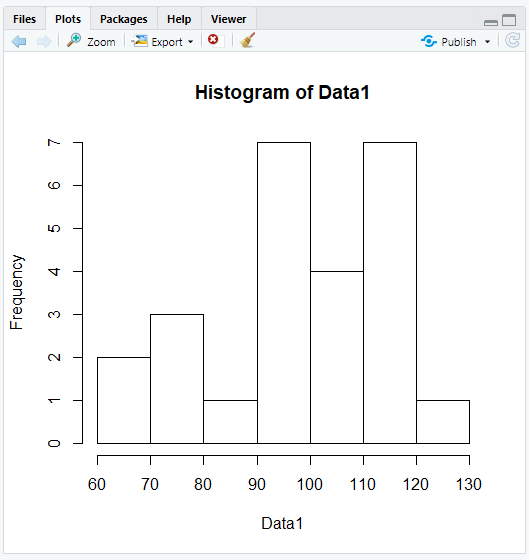 Files Plots Packages Help Viewer
Zoom Export Publish
Histogram of Data1
7
6
5
4
3
2
1
0
Frequency
60 70 80 90 100 110 120 130
Data1